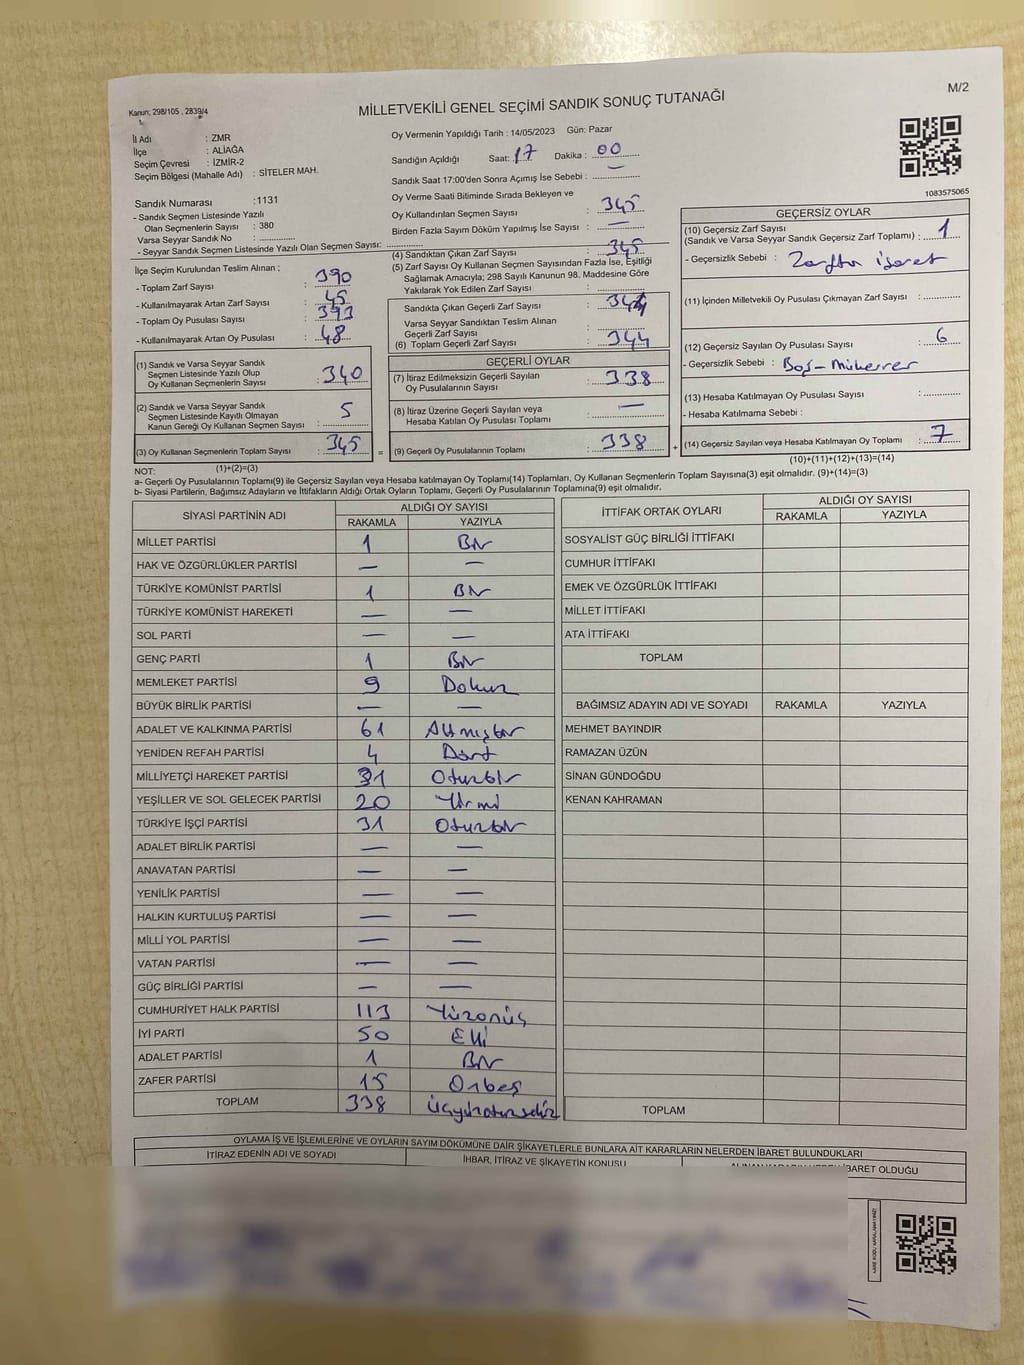 Kanun; 298/105 , 2839/4
MİLLETVEKİLİ GENEL SEÇİMİ SANDIK SONUÇ TUTANAĞI
M/2
İl Adı : ZMR
İlçe : ALİAĞA
Seçim Çevresi : İZMİR-2
Seçim Bölgesi (Mahalle Adı) : SİTELER MAH.
Oy Vermenin Yapıldığı Tarih : 14/05/2023 Gün: Pazar
Sandığın Açıldığı Saat: 17 Dakika : 00
Sandık Saat 17:00'den Sonra Açımış İse Sebebi : —
1083575065
Sandık Numarası :1131
- Sandık Seçmen Listesinde Yazılı
Olan Seçmenlerin Sayısı : 380
Varsa Seyyar Sandık No :
- Seyyar Sandık Seçmen Listesinde Yazılı Olan Seçmen Sayısı:
Oy Verme Saati Bitiminde Sırada Bekleyen ve
Oy Kullandırılan Seçmen Sayısı : 345
Birden Fazla Sayım Döküm Yapılmış İse Sayısı : —
(4) Sandıktan Çıkan Zarf Sayısı : 345
(5) Zarf Sayısı Oy Kullanan Seçmen Sayısından Fazla İse, Eşitliği
Sağlamak Amacıyla; 298 Sayılı Kanunun 98. Maddesine Göre
Yakılarak Yok Edilen Zarf Sayısı :
İlçe Seçim Kurulundan Teslim Alınan ;
- Toplam Zarf Sayısı : 390
- Kullanılmayarak Artan Zarf Sayısı : 45
- Toplam Oy Pusulası Sayısı : 393
- Kullanılmayarak Artan Oy Pusulası : 48
Sandıkta Çıkan Geçerli Zarf Sayısı : 344
Varsa Seyyar Sandıktan Teslim Alınan
Geçerli Zarf Sayısı :
(6) Toplam Geçerli Zarf Sayısı : 344
(1) Sandık ve Varsa Seyyar Sandık
Seçmen Listesinde Yazılı Olup
Oy Kullanan Seçmenlerin Sayısı : 340
(2) Sandık ve Varsa Seyyar Sandık
Seçmen Listesinde Kayıtlı Olmayan
Kanun Gereği Oy Kullanan Seçmen Sayısı : 5
(3) Oy Kullanan Seçmenlerin Toplam Sayısı : 345
GEÇERLİ OYLAR
(7) İtiraz Edilmeksizin Geçerli Sayılan
Oy Pusulalarının Sayısı : 338
(8) İtiraz Üzerine Geçerli Sayılan veya
Hesaba Katılan Oy Pusulası Toplamı : —
= (9) Geçerli Oy Pusulalarının Toplamı : 338 +
GEÇERSİZ OYLAR
(10) Geçersiz Zarf Sayısı
(Sandık ve Varsa Seyyar Sandık Geçersiz Zarf Toplamı) : 1
- Geçersizlik Sebebi : Zarfta işaret
(11) İçinden Milletvekili Oy Pusulası Çıkmayan Zarf Sayısı :
(12) Geçersiz Sayılan Oy Pusulası Sayısı : 6
- Geçersizlik Sebebi : Boş-Mükerrer
(13) Hesaba Katılmayan Oy Pusulası Sayısı :
- Hesaba Katılmama Sebebi :
(14) Geçersiz Sayılan veya Hesaba Katılmayan Oy Toplamı : 7
NOT: (1)+(2)=(3)
(10)+(11)+(12)+(13)=(14)
a- Geçerli Oy Pusulalarının Toplamı(9) ile Geçersiz Sayılan veya Hesaba katılmayan Oy Toplamı(14) Toplamları, Oy Kullanan Seçmenlerin Toplam Sayısına(3) eşit olmalıdır. (9)+(14)=(3)
b- Siyasi Partilerin, Bağımsız Adayların ve İttifakların Aldığı Ortak Oyların Toplamı, Geçerli Oy Pusulalarının Toplamına(9) eşit olmalıdır.
SİYASİ PARTİNİN ADI ALDIĞI OY SAYISI
RAKAMLA YAZIYLA
MİLLET PARTİSİ 1 Bir
HAK VE ÖZGÜRLÜKLER PARTİSİ — —
TÜRKİYE KOMÜNİST PARTİSİ 1 Bir
TÜRKİYE KOMÜNİST HAREKETİ — —
SOL PARTİ — —
GENÇ PARTİ 1 Bir
MEMLEKET PARTİSİ 9 Dokuz
BÜYÜK BİRLİK PARTİSİ — —
ADALET VE KALKINMA PARTİSİ 61 Altmışbir
YENİDEN REFAH PARTİSİ 4 Dört
MİLLİYETÇİ HAREKET PARTİSİ 31 Otuzbir
YEŞİLLER VE SOL GELECEK PARTİSİ 20 Yirmi
TÜRKİYE İŞÇİ PARTİSİ 31 Otuzbir
ADALET BİRLİK PARTİSİ — —
ANAVATAN PARTİSİ — —
YENİLİK PARTİSİ — —
HALKIN KURTULUŞ PARTİSİ — —
MİLLİ YOL PARTİSİ — —
VATAN PARTİSİ — —
GÜÇ BİRLİĞİ PARTİSİ — —
CUMHURİYET HALK PARTİSİ 113 Yüzonüç
İYİ PARTİ 50 Elli
ADALET PARTİSİ 1 Bir
ZAFER PARTİSİ 15 Onbeş
TOPLAM 338 Üçyüzotuzsekiz
İTTİFAK ORTAK OYLARI ALDIĞI OY SAYISI
RAKAMLA YAZIYLA
SOSYALİST GÜÇ BİRLİĞİ İTTİFAKI
CUMHUR İTTİFAKI
EMEK VE ÖZGÜRLÜK İTTİFAKI
MİLLET İTTİFAKI
ATA İTTİFAKI
TOPLAM
BAĞIMSIZ ADAYIN ADI VE SOYADI RAKAMLA YAZIYLA
MEHMET BAYINDIR
RAMAZAN ÜZÜN
SİNAN GÜNDOĞDU
KENAN KAHRAMAN
TOPLAM
OYLAMA İŞ VE İŞLEMLERİNE VE OYLARIN SAYIM DÖKÜMÜNE DAİR ŞİKAYETLERLE BUNLARA AİT KARARLARIN NELERDEN İBARET BULUNDUKLARI
İTİRAZ EDENİN ADI VE SOYADI İHBAR, İTİRAZ VE ŞİKAYETİN KONUSU İBARET OLDUĞU